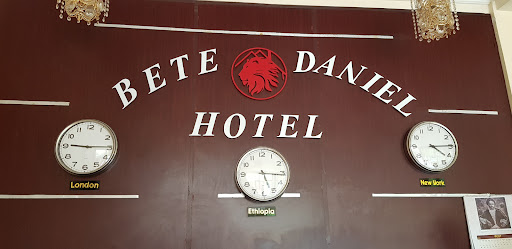 BETE DANIEL
HOTEL
London
Ethiopia
New York